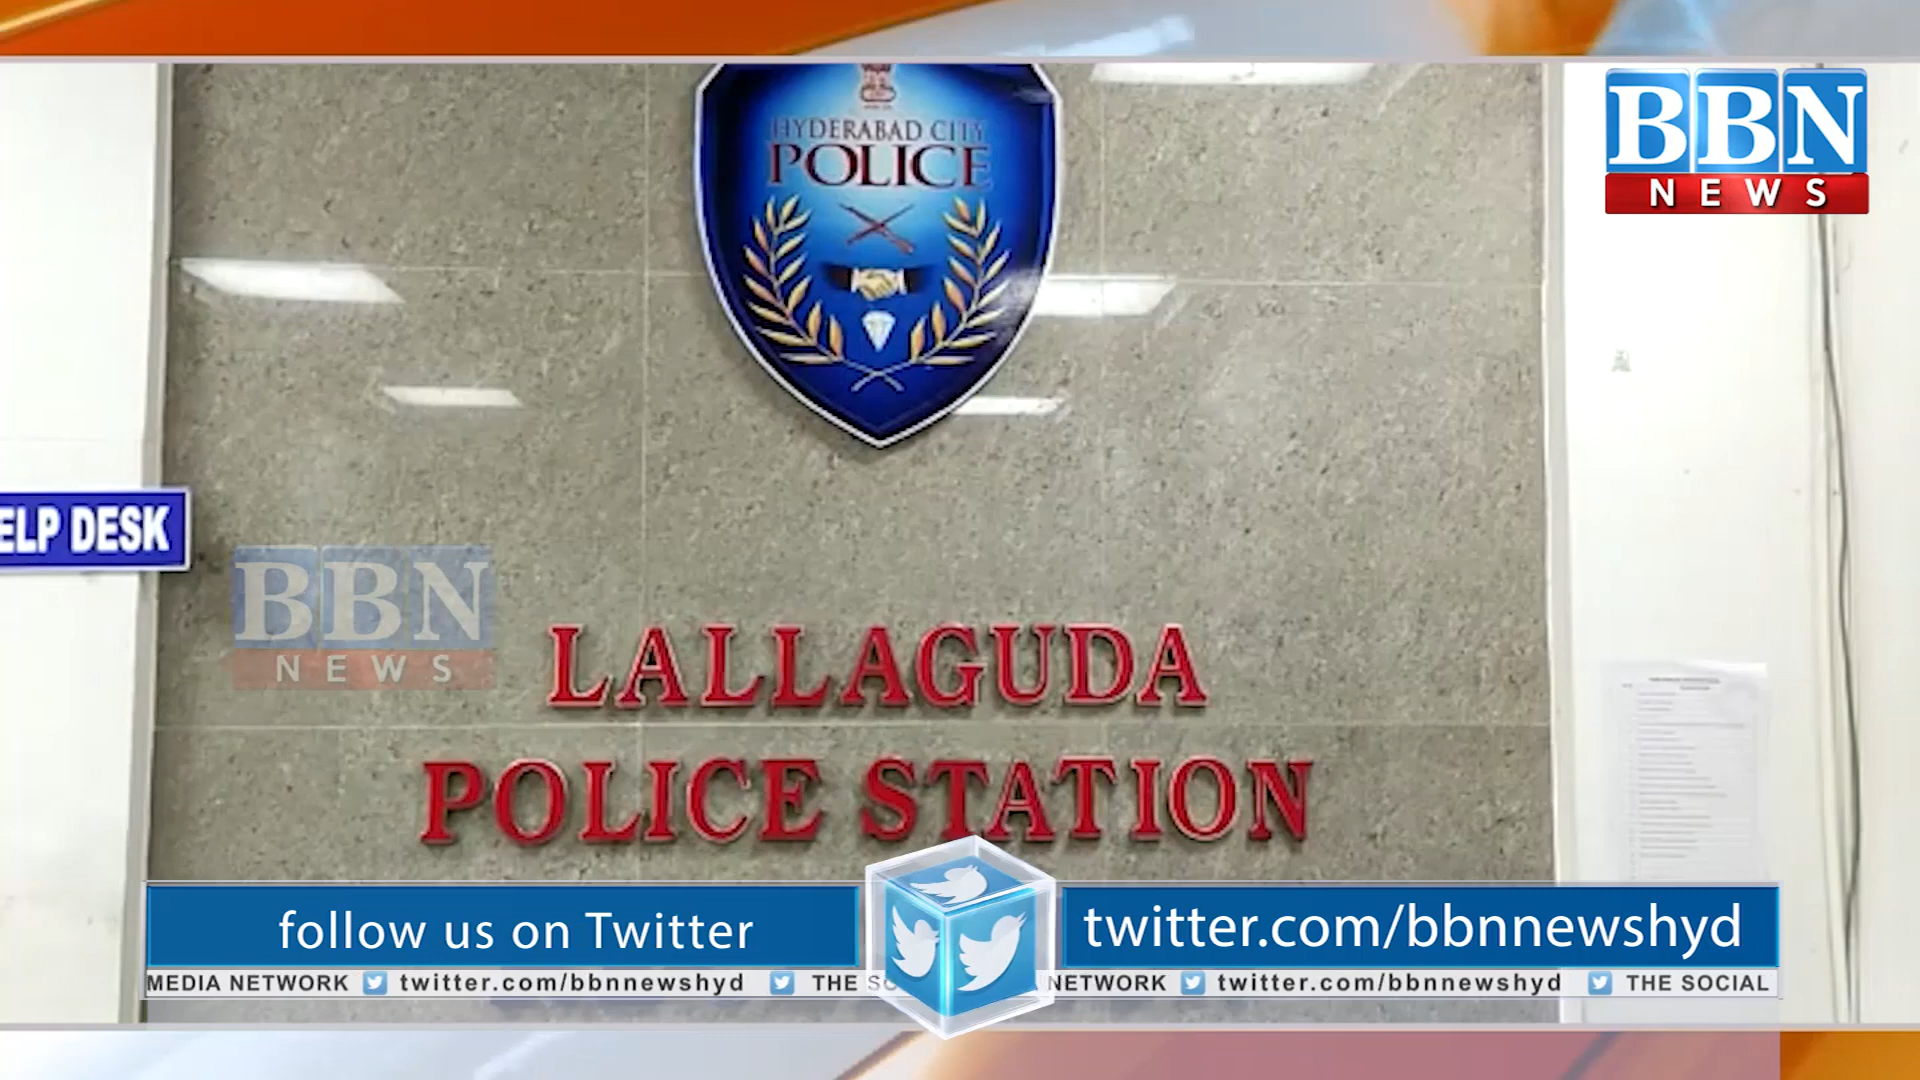 HYDERABAD CITY
POLICE
BBN
NEWS
ELP DESK
BBN
NEWS
LALLAGUDA
POLICE STATION
follow us on Twitter
twitter.com/bbnnewshyd
MEDIA NETWORK twitter.com/bbnnewshyd THE SO NETWORK twitter.com/bbnnewshyd THE SOCIAL